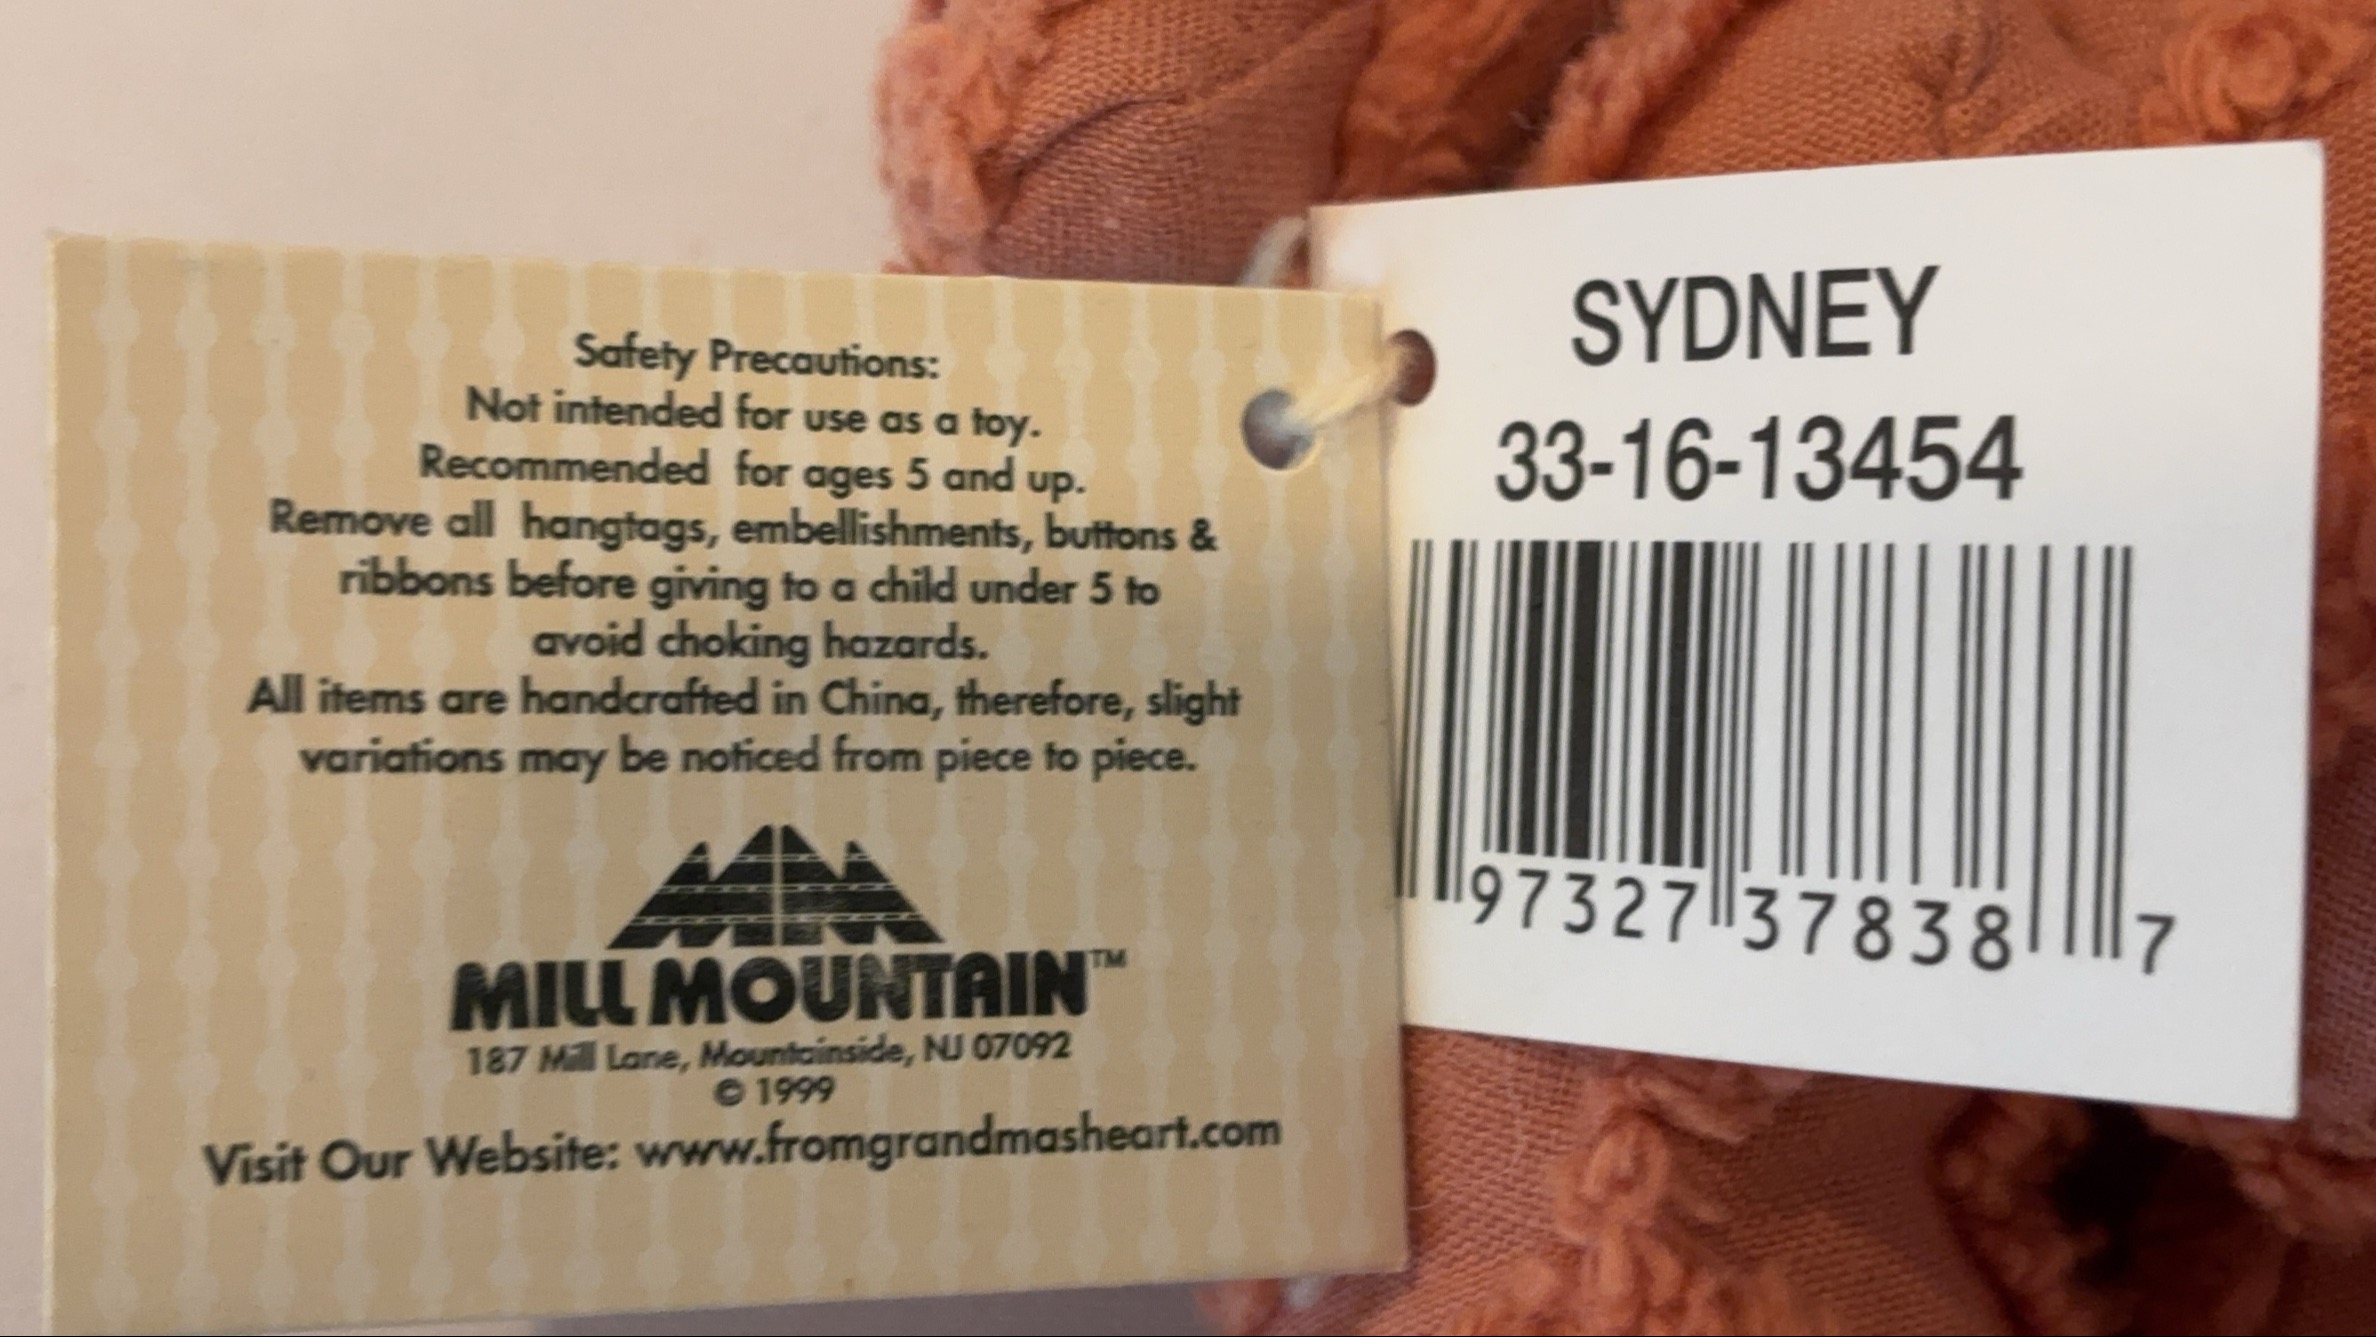 Safety Precautions:
Not intended for use as a toy.
Recommended for ages 5 and up.
Remove all hangtags, embellishments, buttons &
ribbons before giving to a child under 5 to
avoid choking hazards.
All items are handcrafted in China, therefore, slight
variations may be noticed from piece to piece.
MILL MOUNTAIN™
187 Mill Lane, Mountainside, NJ 07092
© 1999
Visit Our Website: www.fromgrandmasheart.com
SYDNEY
33-16-13454
97327 37838 7